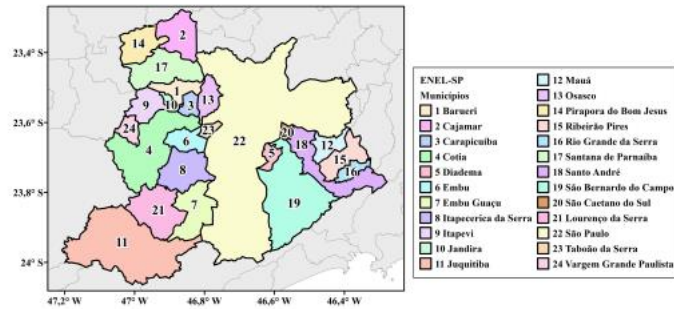 14
2
23,4° S
17
1
9
10
3
13
23,6° S
24
23
20
4
6
22
5
18
12
15
16
8
23,8° S
21
7
19
11
24° S
47,2° W
47° W
46,8° W
46,6° W
46,4° W
ENEL-SP
Municípios
1 Barueri
2 Cajamar
3 Carapicuíba
4 Cotia
5 Diadema
6 Embu
7 Embu Guaçu
8 Itapecerica da Serra
9 Itapevi
10 Jandira
11 Juquitiba
12 Mauá
13 Osasco
14 Pirapora do Bom Jesus
15 Ribeirão Pires
16 Rio Grande da Serra
17 Santana de Parnaíba
18 Santo André
19 São Bernardo do Campo
20 São Caetano do Sul
21 Lourenço da Serra
22 São Paulo
23 Taboão da Serra
24 Vargem Grande Paulista